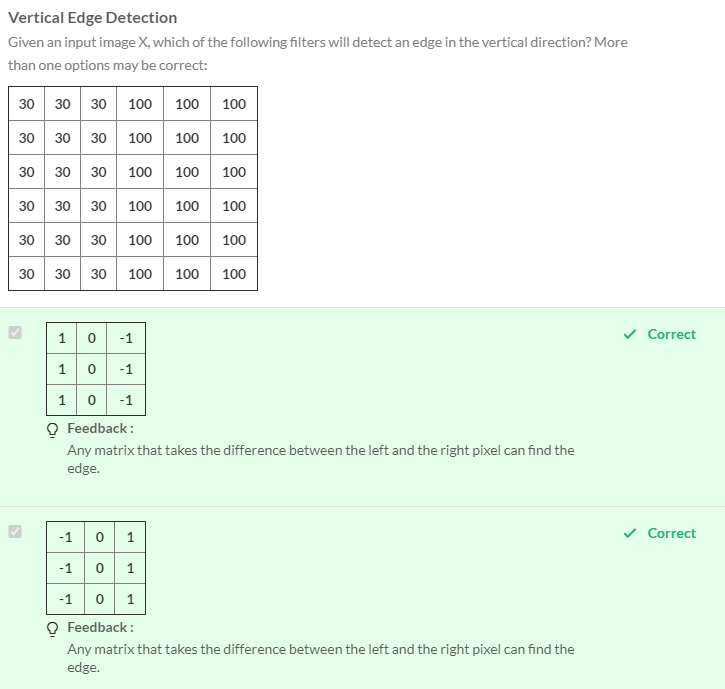 Vertical Edge Detection
Given an input image X, which of the following filters will detect an edge in the vertical direction? More
than one options may be correct:
30 30 30 100 100 100
30 30 30 100 100 100
30 30 30 100 100 100
30 30 30 100 100 100
30 30 30 100 100 100
30 30 30 100 100 100
Correct
1 0 -1
1 0 -1
1 0 -1
Feedback :
Any matrix that takes the difference between the left and the right pixel can find the
edge.
Correct
-1 0 1
-1 0 1
-1 0 1
Feedback :
Any matrix that takes the difference between the left and the right pixel can find the
edge.